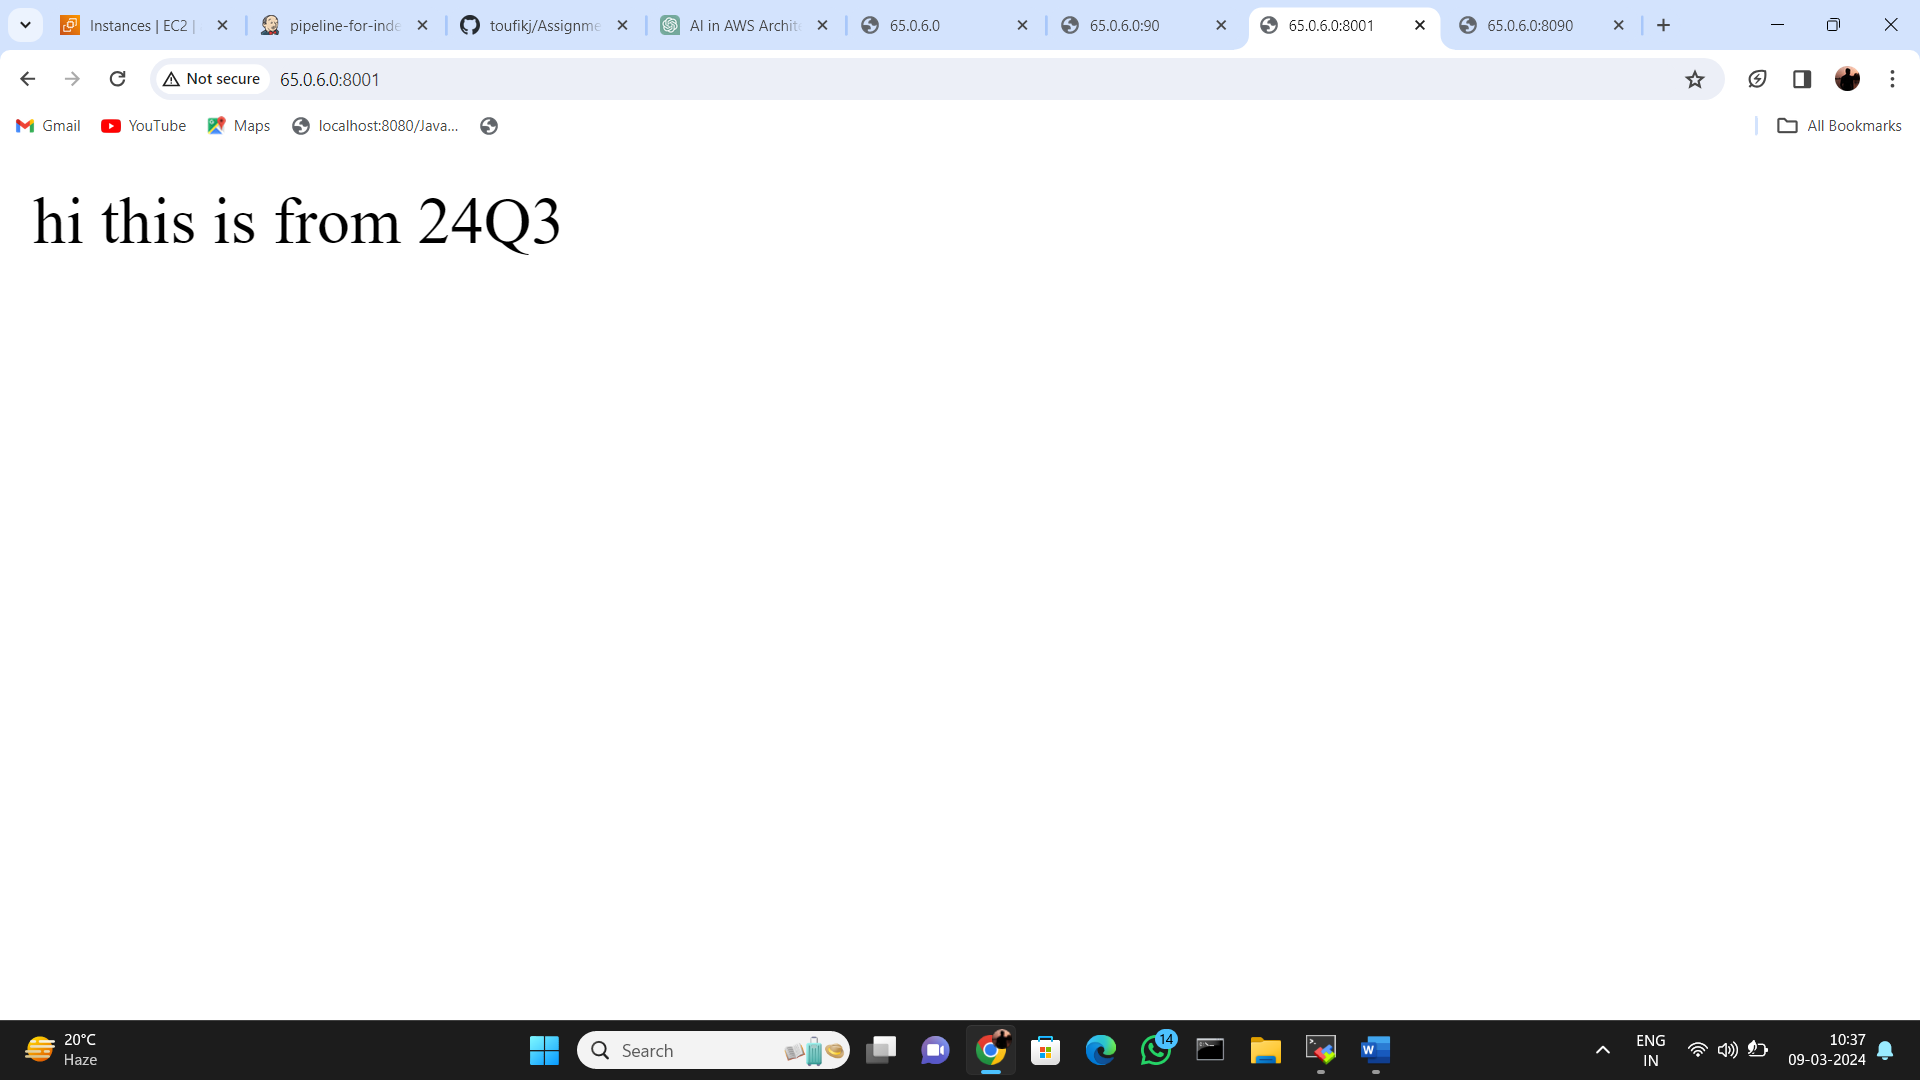 Instances | EC2 |
pipeline-for-inde
toufikj/Assignme
AI in AWS Archite
65.0.6.0
65.0.6.0:90
65.0.6.0:8001
65.0.6.0:8090
Not secure
65.0.6.0:8001
Gmail
YouTube
Maps
localhost:8080/Java...
All Bookmarks
hi this is from 24Q3
20°C
Haze
Search
14
ENG
IN
10:37
09-03-2024